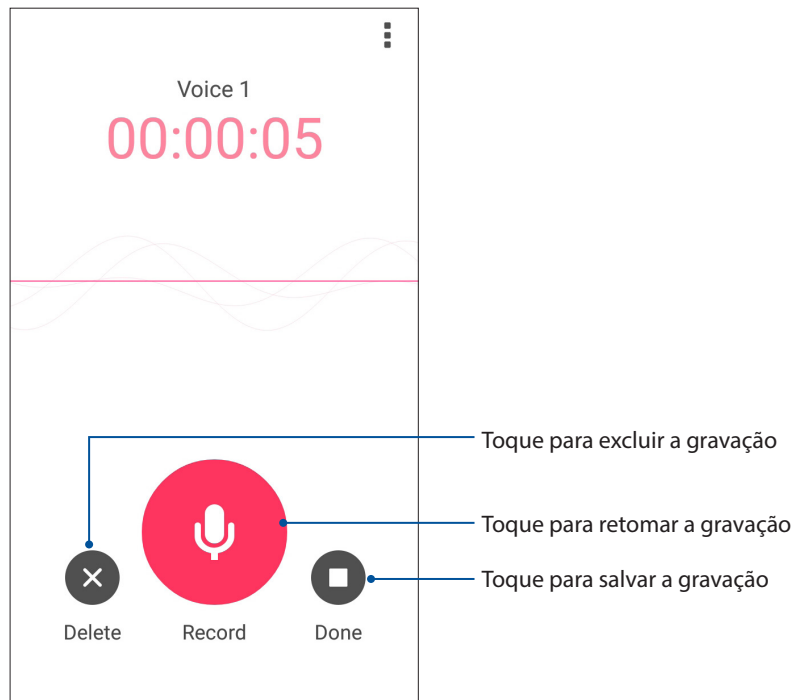 Voice 1
00:00:05
Toque para excluir a gravação
Toque para retomar a gravação
Toque para salvar a gravação
Delete
Record
Done